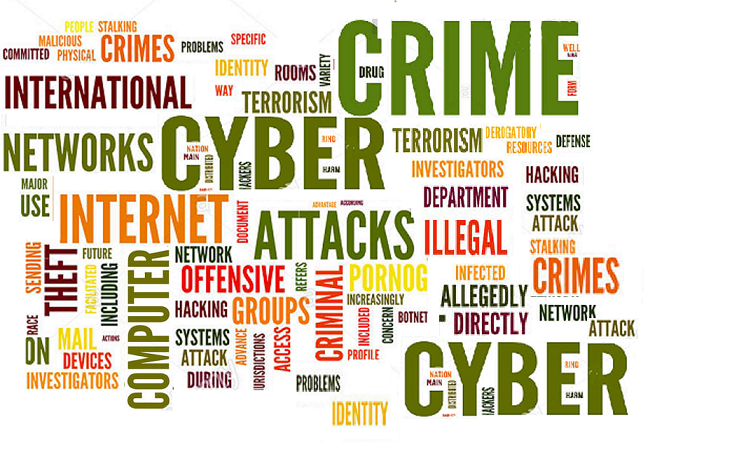 PEOPLE STALKING
MALICIOUS
COMMITTED PHYSICAL CRIMES PROBLEMS SPECIFIC
CRIME
WELL
FORM
DRUG
IDENTITY ROOMS VARIETY
INTERNATIONAL
WAY TERRORISM
NETWORKS
CYBER
NATION
MAIN
DISTRIBUTED
HACKERS
RING
HARM
TERRORISM DEROGATORY
RESOURCES DEFENSE
INVESTIGATORS
HACKING
MAJOR
USE
INTERNET
DOCUMENT
ADVANTAGE ACCORDING
ATTACKS
DEPARTMENT
SYSTEMS
ATTACK
ILLEGAL
STALKING
SENDING
THEFT
FUTURE
FACILITATED
INCLUDING
COMPUTER
NETWORK
OFFENSIVE
REFERS
CRIMINAL
PORNOG
INFECTED
CRIMES
HACKING GROUPS
INCREASINGLY
ALLEGEDLY
DIRECTLY
NETWORK
ATTACK
RACE
ON
MAIL
ACTIONS
DEVICES
INVESTIGATORS
SYSTEMS
ATTACK
DURING
ADVANCE
JURISDICTIONS
ACCESS
INCLUDED
CONCERN
BOTNET
PROFILE
PROBLEMS
IDENTITY
CYBER
NATION
MAIN
DISTRIBUTED
HACKERS
RING
HARM